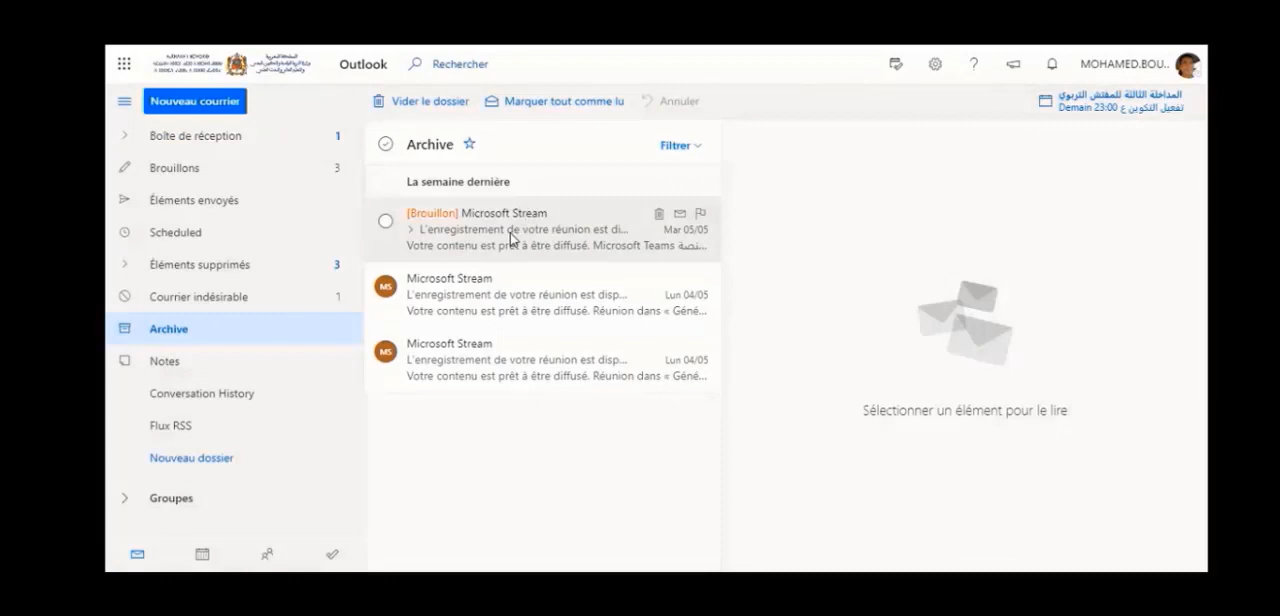 Outlook
Rechercher
MOHAMED.BOU..
Nouveau courrier
Vider le dossier
Marquer tout comme lu
Annuler
المداخلة الثالثة للمفتش التربوي
تفعيل التكوين ع Demain 23:00
Boîte de réception 1
Brouillons 3
Éléments envoyés
Scheduled
Éléments supprimés 3
Courrier indésirable 1
Archive
Notes
Conversation History
Flux RSS
Nouveau dossier
Groupes
Archive
Filtrer
La semaine dernière
[Brouillon] Microsoft Stream
L'enregistrement de votre réunion est di... Mar 05/05
Votre contenu est prêt à être diffusé. Microsoft Teams منصة...
MS
Microsoft Stream
L'enregistrement de votre réunion est disp... Lun 04/05
Votre contenu est prêt à être diffusé. Réunion dans « Géné...
MS
Microsoft Stream
L'enregistrement de votre réunion est disp... Lun 04/05
Votre contenu est prêt à être diffusé. Réunion dans « Géné...
Sélectionner un élément pour le lire